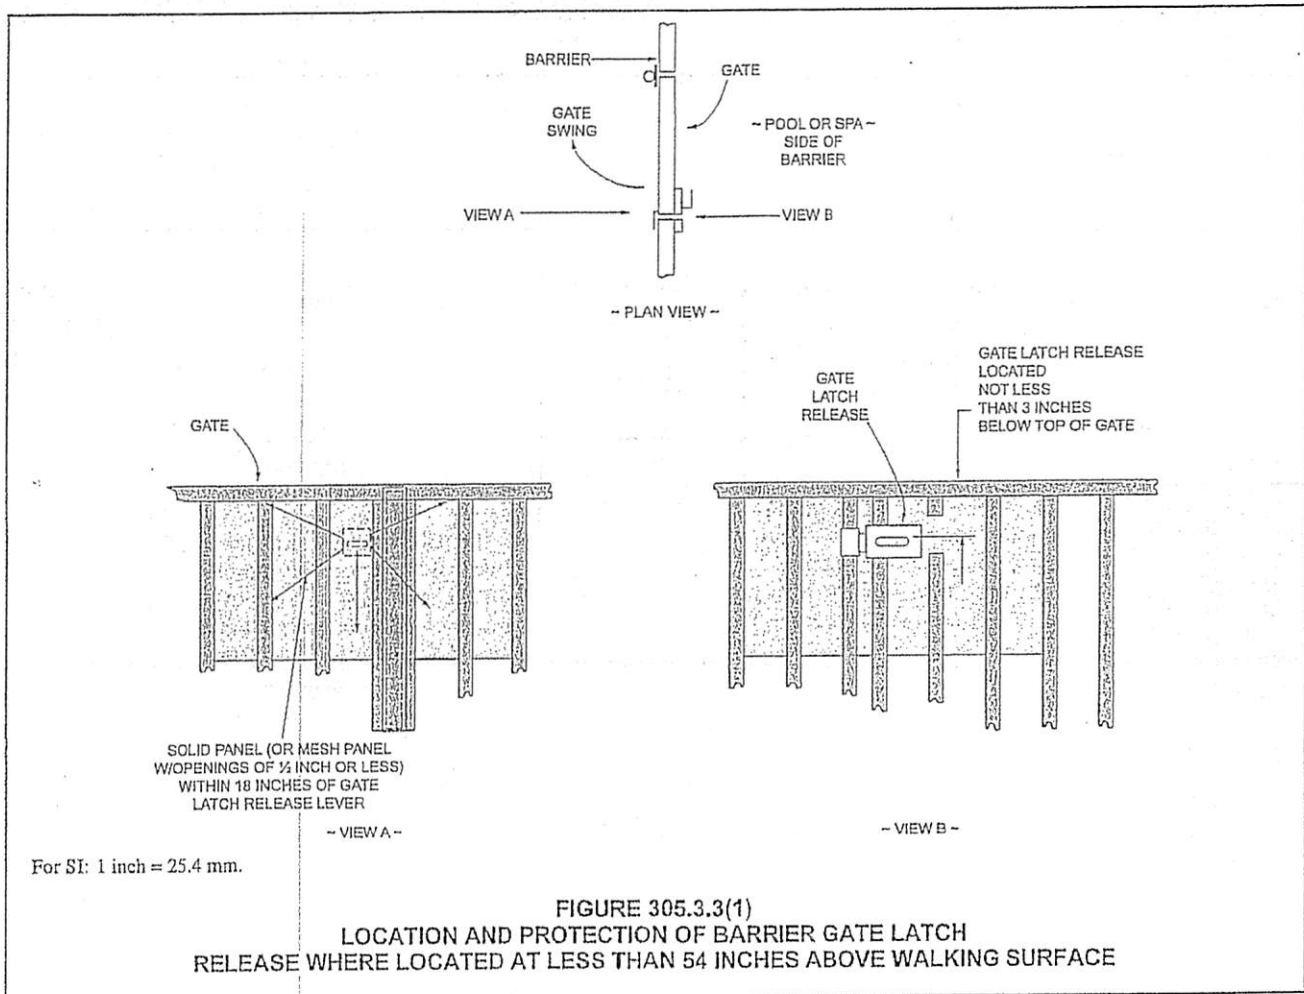 BARRIER
GATE
GATE
SWING
~ POOL OR SPA ~
SIDE OF
BARRIER
VIEW A
VIEW B
~ PLAN VIEW ~
GATE
GATE
LATCH
RELEASE
GATE LATCH RELEASE
LOCATED
NOT LESS
THAN 3 INCHES
BELOW TOP OF GATE
SOLID PANEL (OR MESH PANEL
W/OPENINGS OF ½ INCH OR LESS)
WITHIN 18 INCHES OF GATE
LATCH RELEASE LEVER
~ VIEW A ~
~ VIEW B ~
For SI: 1 inch = 25.4 mm.
FIGURE 305.3.3(1)
LOCATION AND PROTECTION OF BARRIER GATE LATCH
RELEASE WHERE LOCATED AT LESS THAN 54 INCHES ABOVE WALKING SURFACE